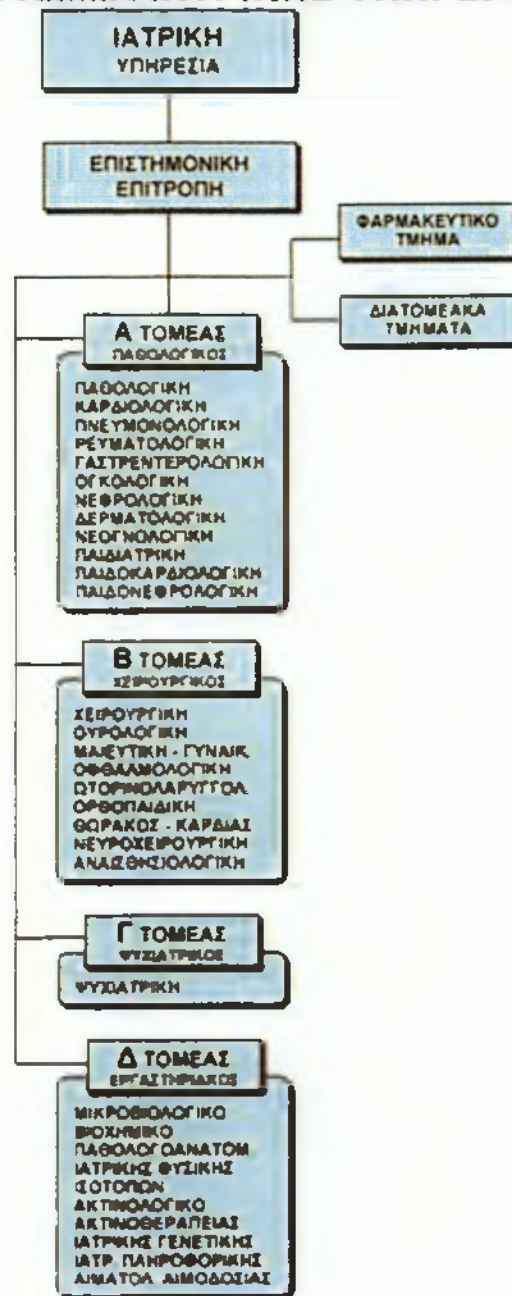 ΙΑΤΡΙΚΗ
ΥΠΗΡΕΣΙΑ
ΕΠΙΣΤΗΜΟΝΙΚΗ
ΕΠΙΤΡΟΠΗ
ΦΑΡΜΑΚΕΥΤΙΚΟ
ΤΜΗΜΑ
ΔΙΑΤΟΜΕΑΚΑ
ΤΜΗΜΑΤΑ
Α ΤΟΜΕΑΣ
ΠΑΘΟΛΟΓΙΚΟΣ
ΠΑΘΟΛΟΓΙΚΗ
ΚΑΡΔΙΟΛΟΓΙΚΗ
ΠΝΕΥΜΟΝΟΛΟΓΙΚΗ
ΡΕΥΜΑΤΟΛΟΓΙΚΗ
ΓΑΣΤΡΕΝΤΕΡΟΛΟΓΙΚΗ
ΟΓΚΟΛΟΓΙΚΗ
ΝΕΦΡΟΛΟΓΙΚΗ
ΔΕΡΜΑΤΟΛΟΓΙΚΗ
ΝΕΟΓΝΟΛΟΓΙΚΗ
ΠΑΙΔΙΑΤΡΙΚΗ
ΠΑΙΔΟΚΑΡΔΙΟΛΟΓΙΚΗ
ΠΑΙΔΟΝΕΦΡΟΛΟΓΙΚΗ
Β ΤΟΜΕΑΣ
ΧΕΙΡΟΥΡΓΙΚΟΣ
ΧΕΙΡΟΥΡΓΙΚΗ
ΟΥΡΟΛΟΓΙΚΗ
ΜΑΙΕΥΤΙΚΗ - ΓΥΝΑΙΚ.
ΟΦΘΑΛΜΟΛΟΓΙΚΗ
ΩΤΟΡΙΝΟΛΑΡΥΓΓΟΛ.
ΟΡΘΟΠΑΙΔΙΚΗ
ΘΩΡΑΚΟΣ - ΚΑΡΔΙΑΣ
ΝΕΥΡΟΧΕΙΡΟΥΡΓΙΚΗ
ΑΝΑΙΣΘΗΣΙΟΛΟΓΙΚΗ
Γ ΤΟΜΕΑΣ
ΨΥΧΙΑΤΡΙΚΟΣ
ΨΥΧΙΑΤΡΙΚΗ
Δ ΤΟΜΕΑΣ
ΕΡΓΑΣΤΗΡΙΑΚΟΣ
ΜΙΚΡΟΒΙΟΛΟΓΙΚΟ
ΒΙΟΧΗΜΙΚΟ
ΠΑΘΟΛΟΓΟΑΝΑΤΟΜ
ΙΑΤΡΙΚΗΣ ΦΥΣΙΚΗΣ
ΙΣΟΤΟΠΩΝ
ΑΚΤΙΝΟΛΟΓΙΚΟ
ΑΚΤΙΝΟΘΕΡΑΠΕΙΑΣ
ΙΑΤΡΙΚΗΣ ΓΕΝΕΤΙΚΗΣ
ΙΑΤΡ. ΠΛΗΡΟΦΟΡΙΚΗΣ
ΑΙΜΑΤΟΛ. ΑΙΜΟΔΟΣΙΑΣ